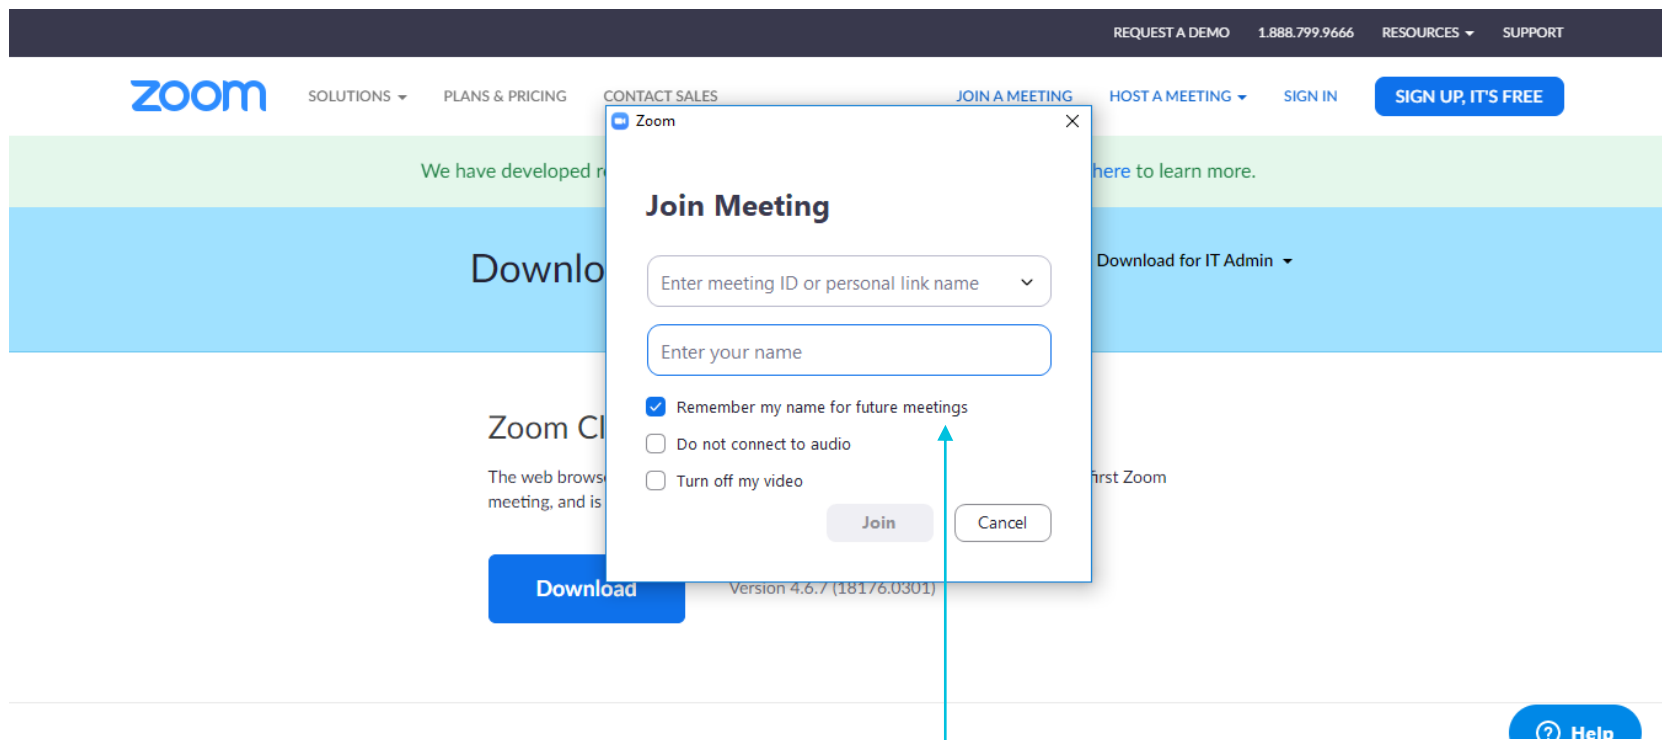 REQUEST A DEMO 1.888.799.9666 RESOURCES SUPPORT
zoom SOLUTIONS PLANS & PRICING CONTACT SALES JOIN A MEETING HOST A MEETING SIGN IN SIGN UP, IT'S FREE
Zoom
We have developed here to learn more.
Join Meeting
Downlo Download for IT Admin
Enter meeting ID or personal link name
Enter your name
Remember my name for future meetings
Zoom Cl
Do not connect to audio
The web brows first Zoom
Turn off my video
meeting, and is
Join Cancel
Download Version 4.6.7 (18176.0301)
Help